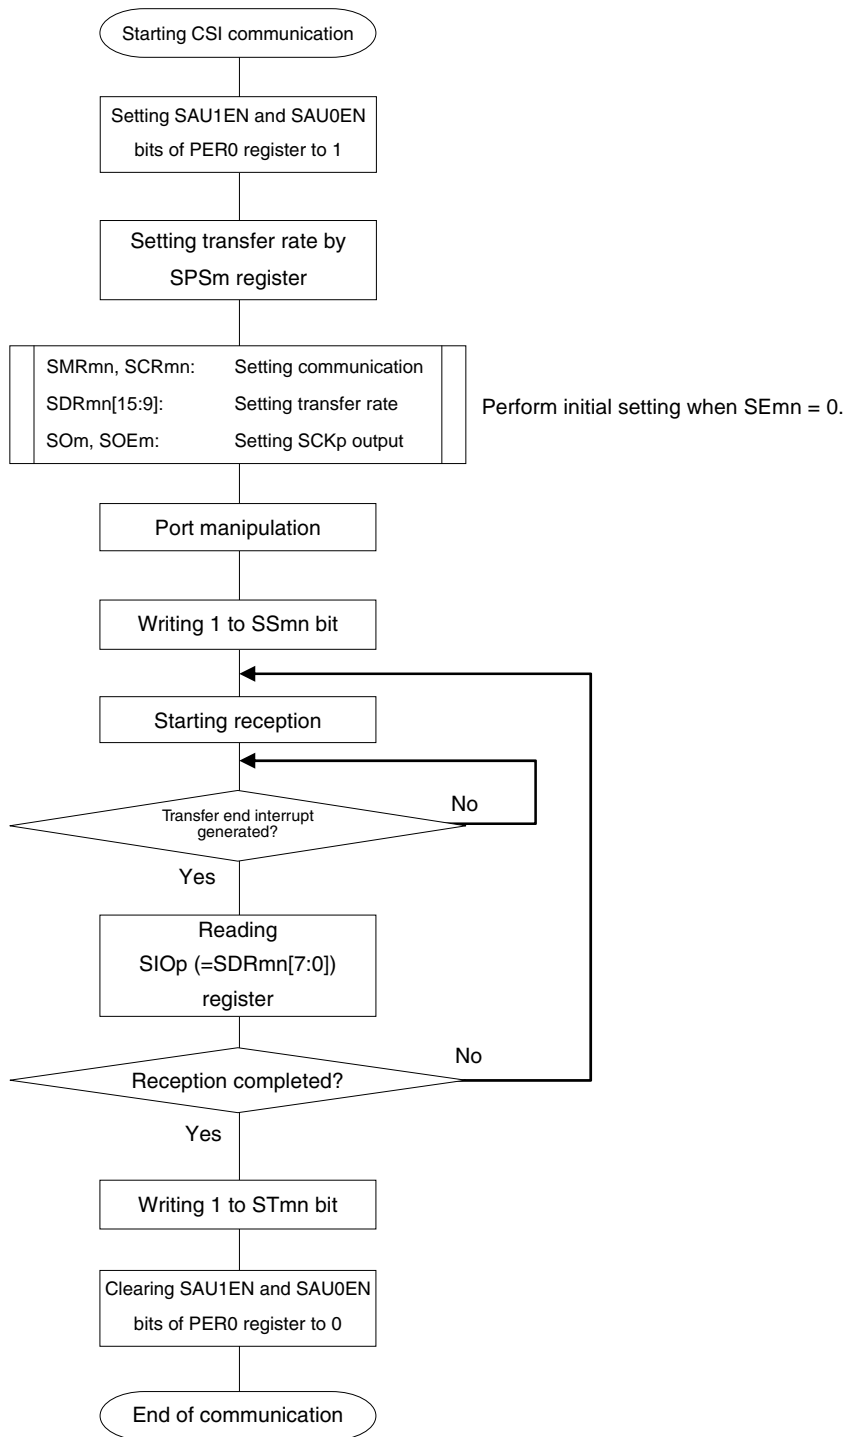 Starting CSI communication
Setting SAU1EN and SAU0EN
bits of PER0 register to 1
Setting transfer rate by
SPSm register
SMRmn, SCRmn: Setting communication
SDRmn[15:9]: Setting transfer rate
SOm, SOEm: Setting SCKp output
Perform initial setting when SEmn = 0.
Port manipulation
Writing 1 to SSmn bit
Starting reception
Transfer end interrupt
generated?
No
Yes
Reading
SIOp (=SDRmn[7:0])
register
Reception completed?
No
Yes
Writing 1 to STmn bit
Clearing SAU1EN and SAU0EN
bits of PER0 register to 0
End of communication